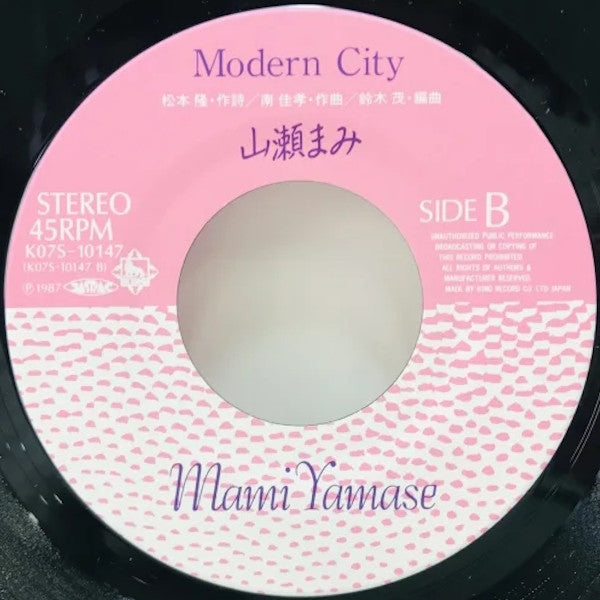 Modern City
松本 隆・作詩/南 佳孝・作曲/鈴木 茂・編曲
山瀬まみ
STEREO
45RPM
K07S-10147
(K07S-10147 B)
Ⓟ1987
SIDE B
UNAUTHORIZED PUBLIC PERFORMANCE
BROADCASTING OR COPYING OF
THIS RECORD PROHIBITED
ALL RIGHTS OF AUTHORS &
MANUFACTURER RESERVED.
MADE BY KING RECORD CO LTD JAPAN
Mami Yamase